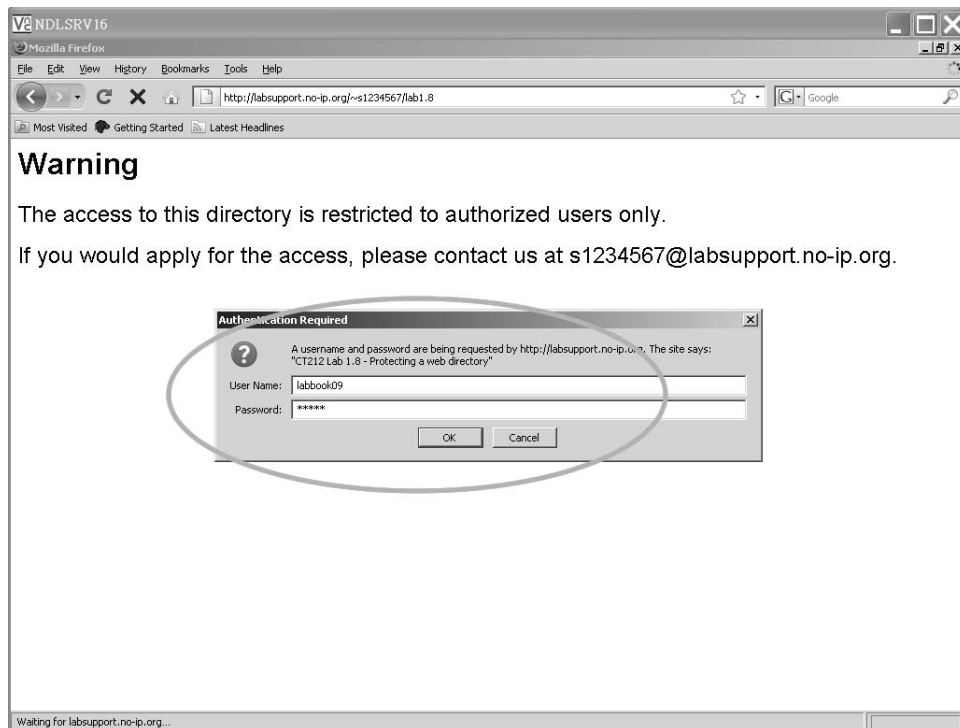 NDLSRV16
Mozilla Firefox
File Edit View History Bookmarks Tools Help
http://labsupport.no-ip.org/~s1234567/lab1.8
G Google
Most Visited Getting Started Latest Headlines
Warning
The access to this directory is restricted to authorized users only.
If you would apply for the access, please contact us at s1234567@labsupport.no-ip.org.
Authentication Required
A username and password are being requested by http://labsupport.no-ip.org. The site says:
"CT212 Lab 1.8 - Protecting a web directory"
User Name: labbook09
Password: *****
OK Cancel
Waiting for labsupport.no-ip.org...